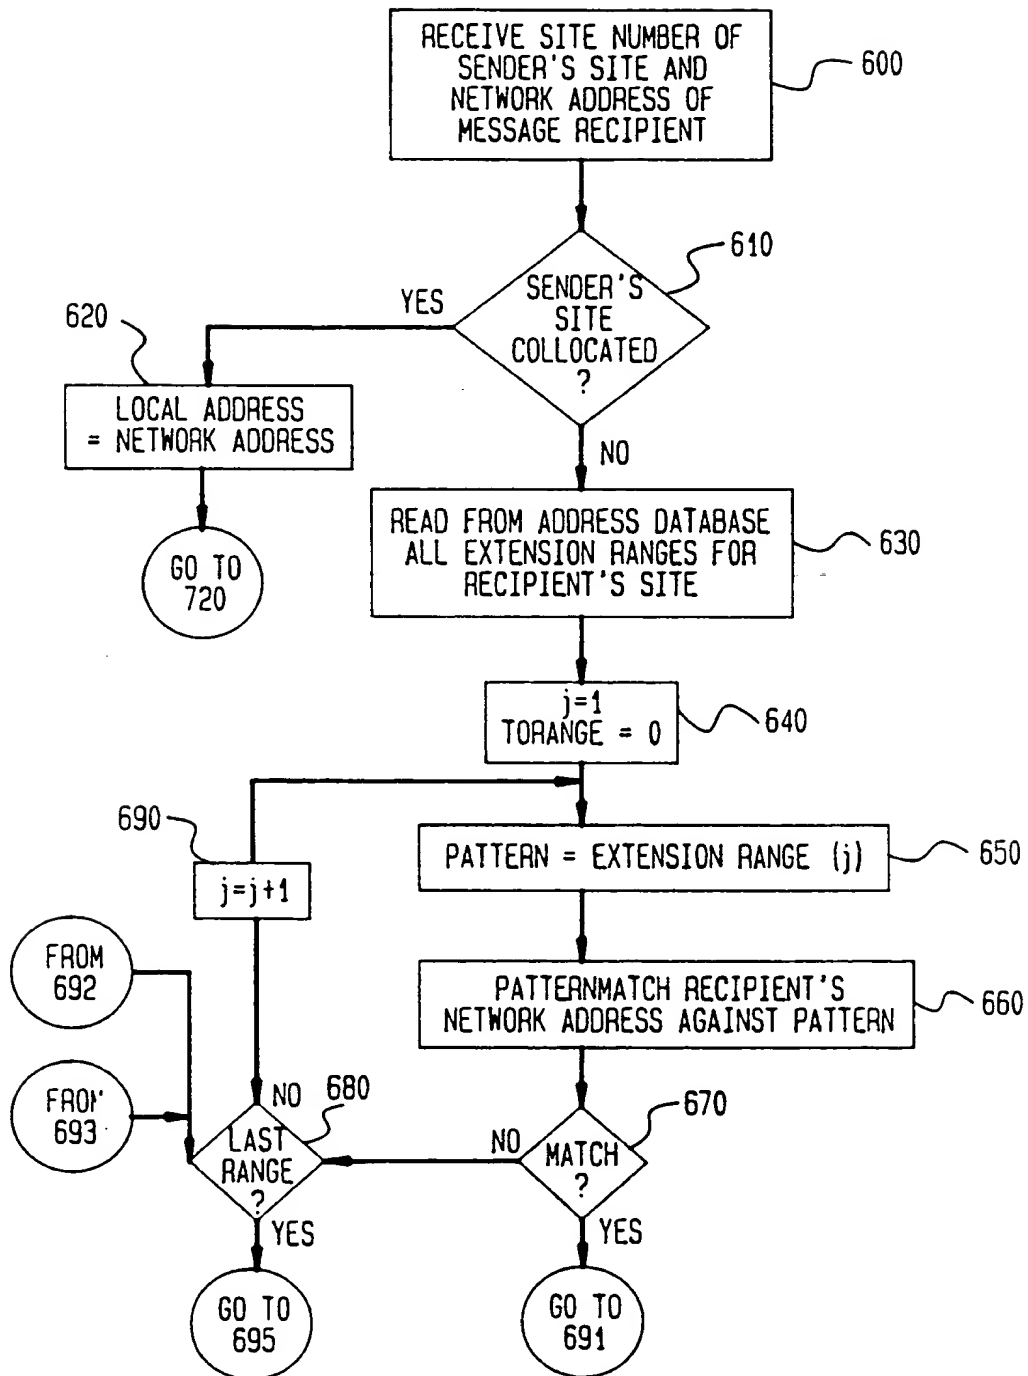 RECEIVE SITE NUMBER OF
SENDER'S SITE AND
NETWORK ADDRESS OF
MESSAGE RECIPIENT
600
610
SENDER'S
SITE
COLLOCATED
?
YES
NO
620
LOCAL ADDRESS
= NETWORK ADDRESS
GO TO
720
READ FROM ADDRESS DATABASE
ALL EXTENSION RANGES FOR
RECIPIENT'S SITE
630
j=1
TORANGE = 0
640
690
j=j+1
PATTERN = EXTENSION RANGE (j)
650
FROM
692
PATTERNMATCH RECIPIENT'S
NETWORK ADDRESS AGAINST PATTERN
660
FROM
693
NO
680
LAST
RANGE
?
YES
NO
670
MATCH
?
YES
GO TO
695
GO TO
691